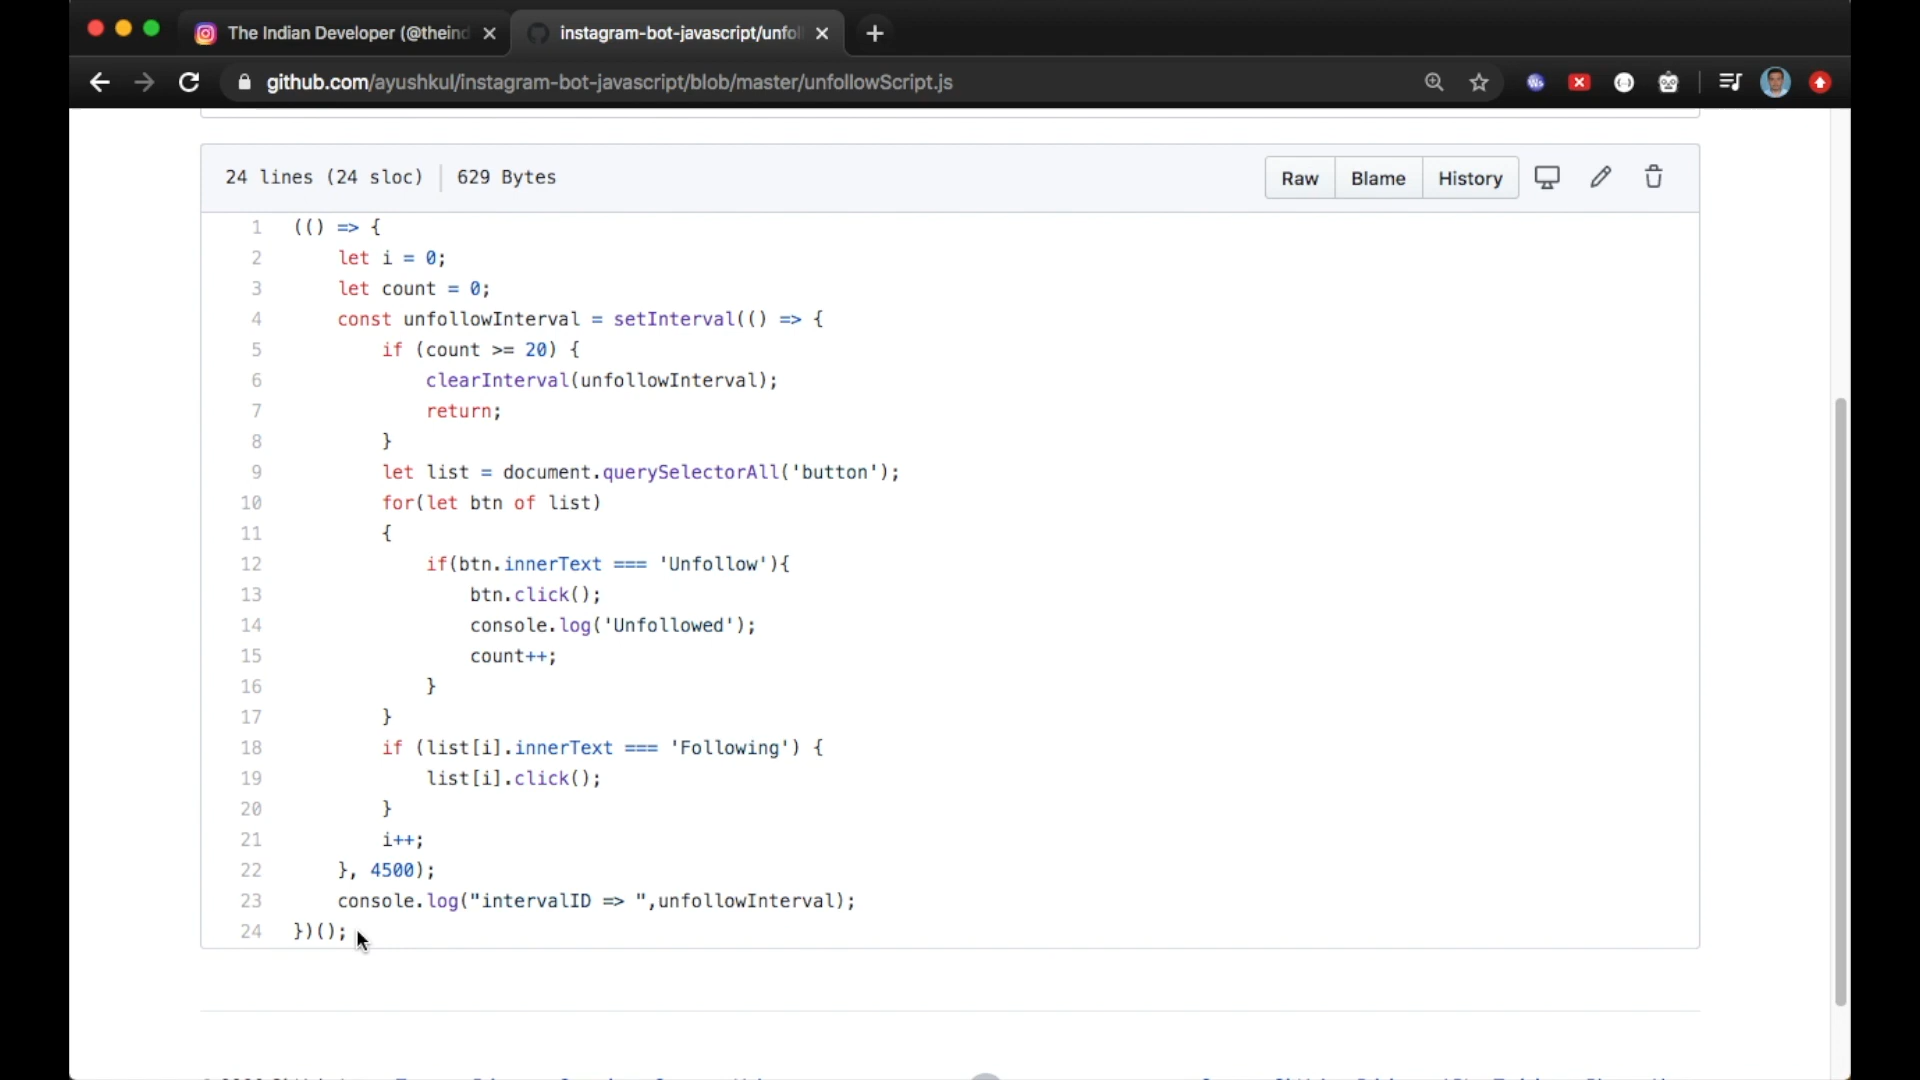 The Indian Developer (@theind
instagram-bot-javascript/unfol
github.com/ayushkul/instagram-bot-javascript/blob/master/unfollowScript.js
24 lines (24 sloc) 629 Bytes
Raw Blame History
1 (() => {
2 let i = 0;
3 let count = 0;
4 const unfollowInterval = setInterval(() => {
5 if (count >= 20) {
6 clearInterval(unfollowInterval);
7 return;
8 }
9 let list = document.querySelectorAll('button');
10 for(let btn of list)
11 {
12 if(btn.innerText === 'Unfollow'){
13 btn.click();
14 console.log('Unfollowed');
15 count++;
16 }
17 }
18 if (list[i].innerText === 'Following') {
19 list[i].click();
20 }
21 i++;
22 }, 4500);
23 console.log("intervalID => ",unfollowInterval);
24 })();